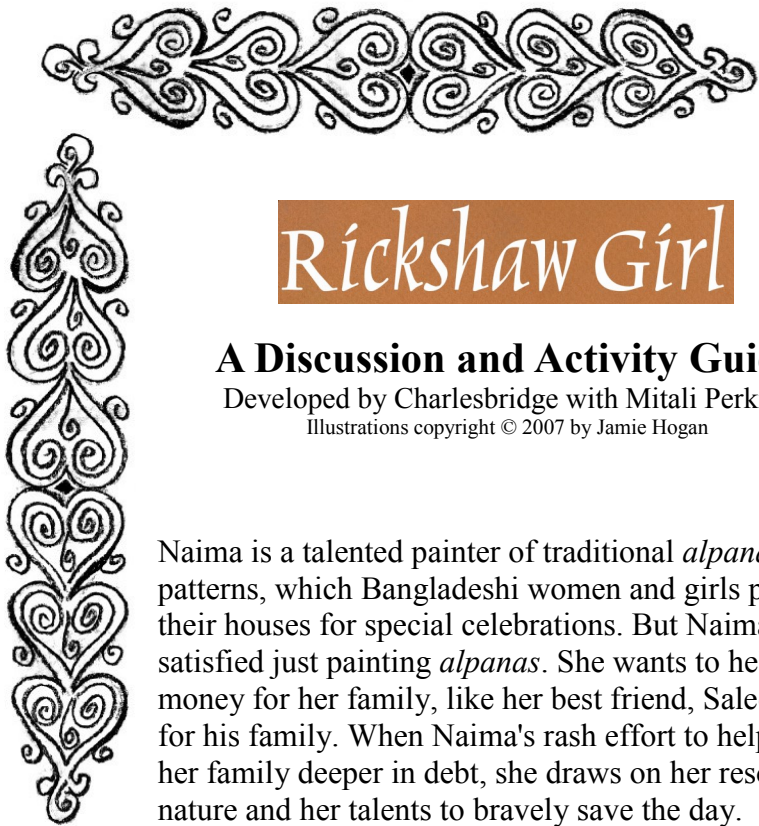 Rickshaw Girl
A Discussion and Activity
Developed by Charlesbridge with Mitali
Illustrations copyright © 2007 by Jamie Hogan
Naima is a talented painter of traditional
patterns, which Bangladeshi women and girls
their houses for special celebrations. But
satisfied just painting alpanas. She wants to
money for her family, like her best friend,
for his family. When Naima's rash effort to help
her family deeper in debt, she draws on her
nature and her talents to bravely save the day.